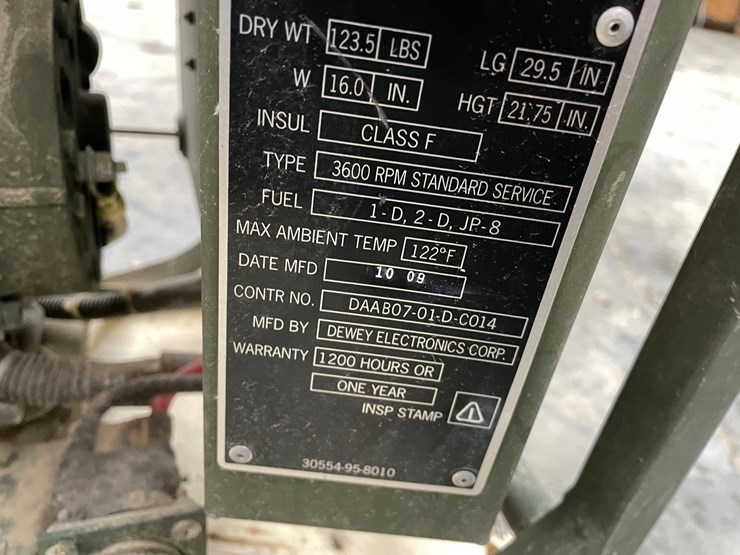 DRY WT 123.5 LBS LG 29.5 IN.
W 16.0 IN. HGT 21.75 IN.
INSUL CLASS F
TYPE 3600 RPM STANDARD SERVICE
FUEL 1-D, 2-D, JP-8
MAX AMBIENT TEMP 122°F
DATE MFD 10 09
CONTR NO. DAAB07-01-D-C014
MFD BY DEWEY ELECTRONICS CORP.
WARRANTY 1200 HOURS OR
ONE YEAR
INSP STAMP
30554-95-8010